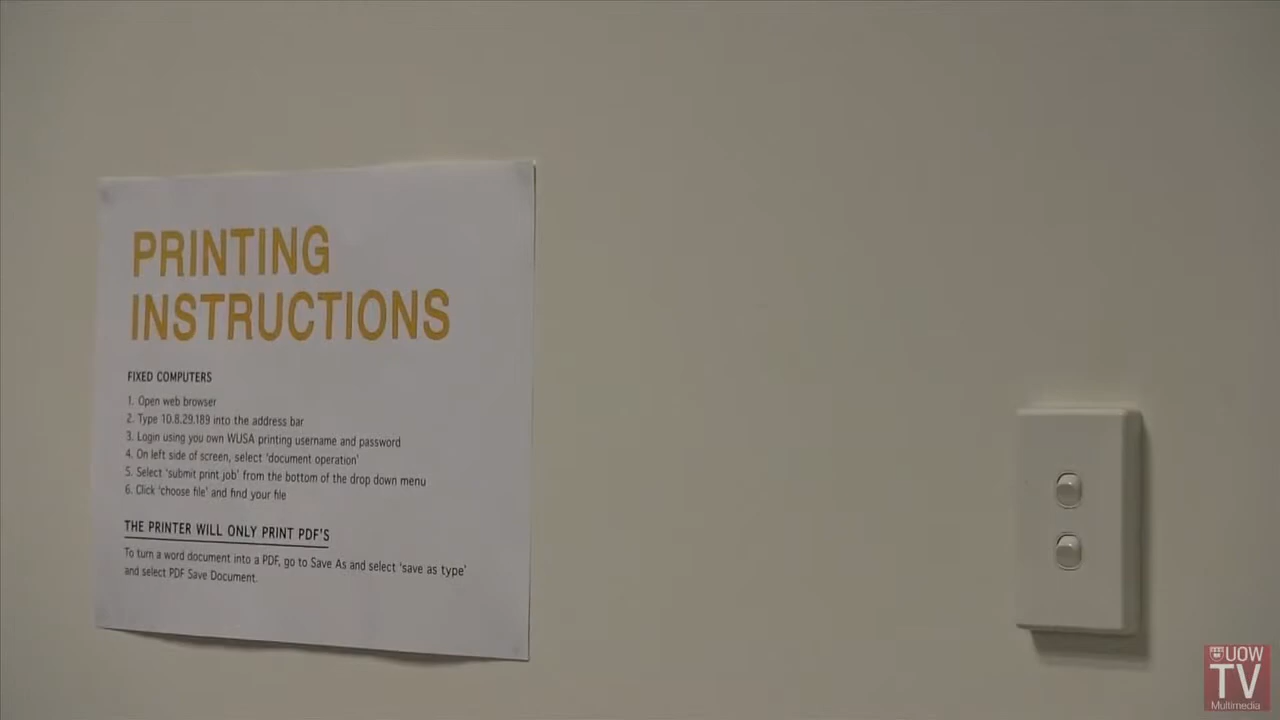 PRINTING
INSTRUCTIONS
FIXED COMPUTERS
1. Open web browser
2. Type 10.8.29.189 into the address bar
3. Login using you own WUSA printing username and password
4. On left side of screen, select 'document operation'
5. Select 'submit print job' from the bottom of the drop down menu
6. Click 'choose file' and find your file
THE PRINTER WILL ONLY PRINT PDF'S
To turn a word document into a PDF, go to Save As and select 'save as type'
and select PDF Save Document.
UOW
TV
Multimedia